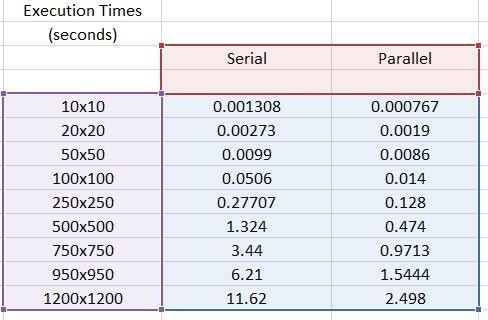 Execution Times
(seconds)
Serial Parallel
10x10 0.001308 0.000767
20x20 0.00273 0.0019
50x50 0.0099 0.0086
100x100 0.0506 0.014
250x250 0.27707 0.128
500x500 1.324 0.474
750x750 3.44 0.9713
950x950 6.21 1.5444
1200x1200 11.62 2.498